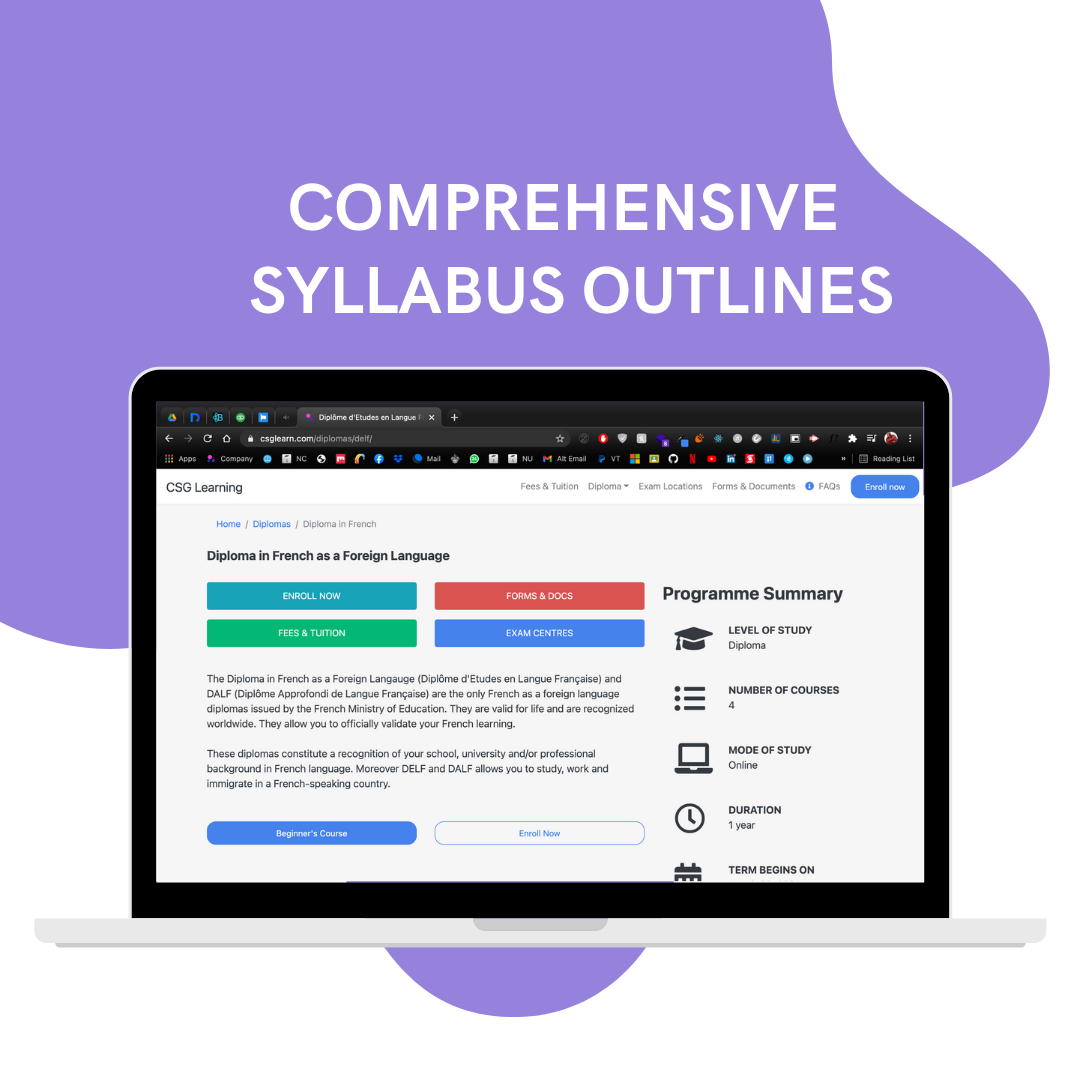 COMPREHENSIVE
SYLLABUS OUTLINES
Diplôme d'Etudes en Langue F
csglearn.com/diplomas/delf/
Apps Company NC Mail NU Alt Email VT » Reading List
CSG Learning Fees & Tuition Diploma Exam Locations Forms & Documents FAQs Enroll now
Home / Diplomas / Diploma in French
Diploma in French as a Foreign Language
ENROLL NOW FORMS & DOCS
FEES & TUITION EXAM CENTRES
The Diploma in French as a Foreign Langauge (Diplôme d'Etudes en Langue Française) and
DALF (Diplôme Approfondi de Langue Française) are the only French as a foreign language
diplomas issued by the French Ministry of Education. They are valid for life and are recognized
worldwide. They allow you to officially validate your French learning.
These diplomas constitute a recognition of your school, university and/or professional
background in French language. Moreover DELF and DALF allows you to study, work and
immigrate in a French-speaking country.
Beginner's Course Enroll Now
Programme Summary
LEVEL OF STUDY
Diploma
NUMBER OF COURSES
4
MODE OF STUDY
Online
DURATION
1 year
TERM BEGINS ON